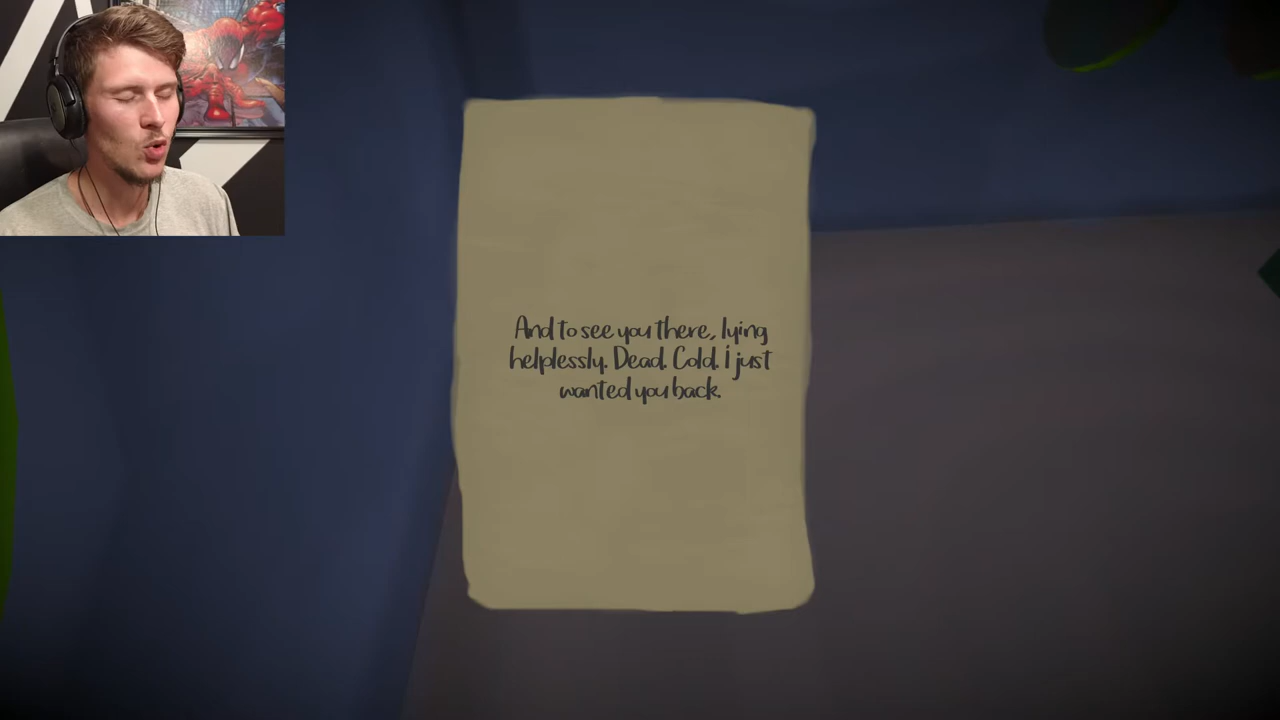 And to see you there, lying
helplessly. Dead. Cold. I just
wanted you back.